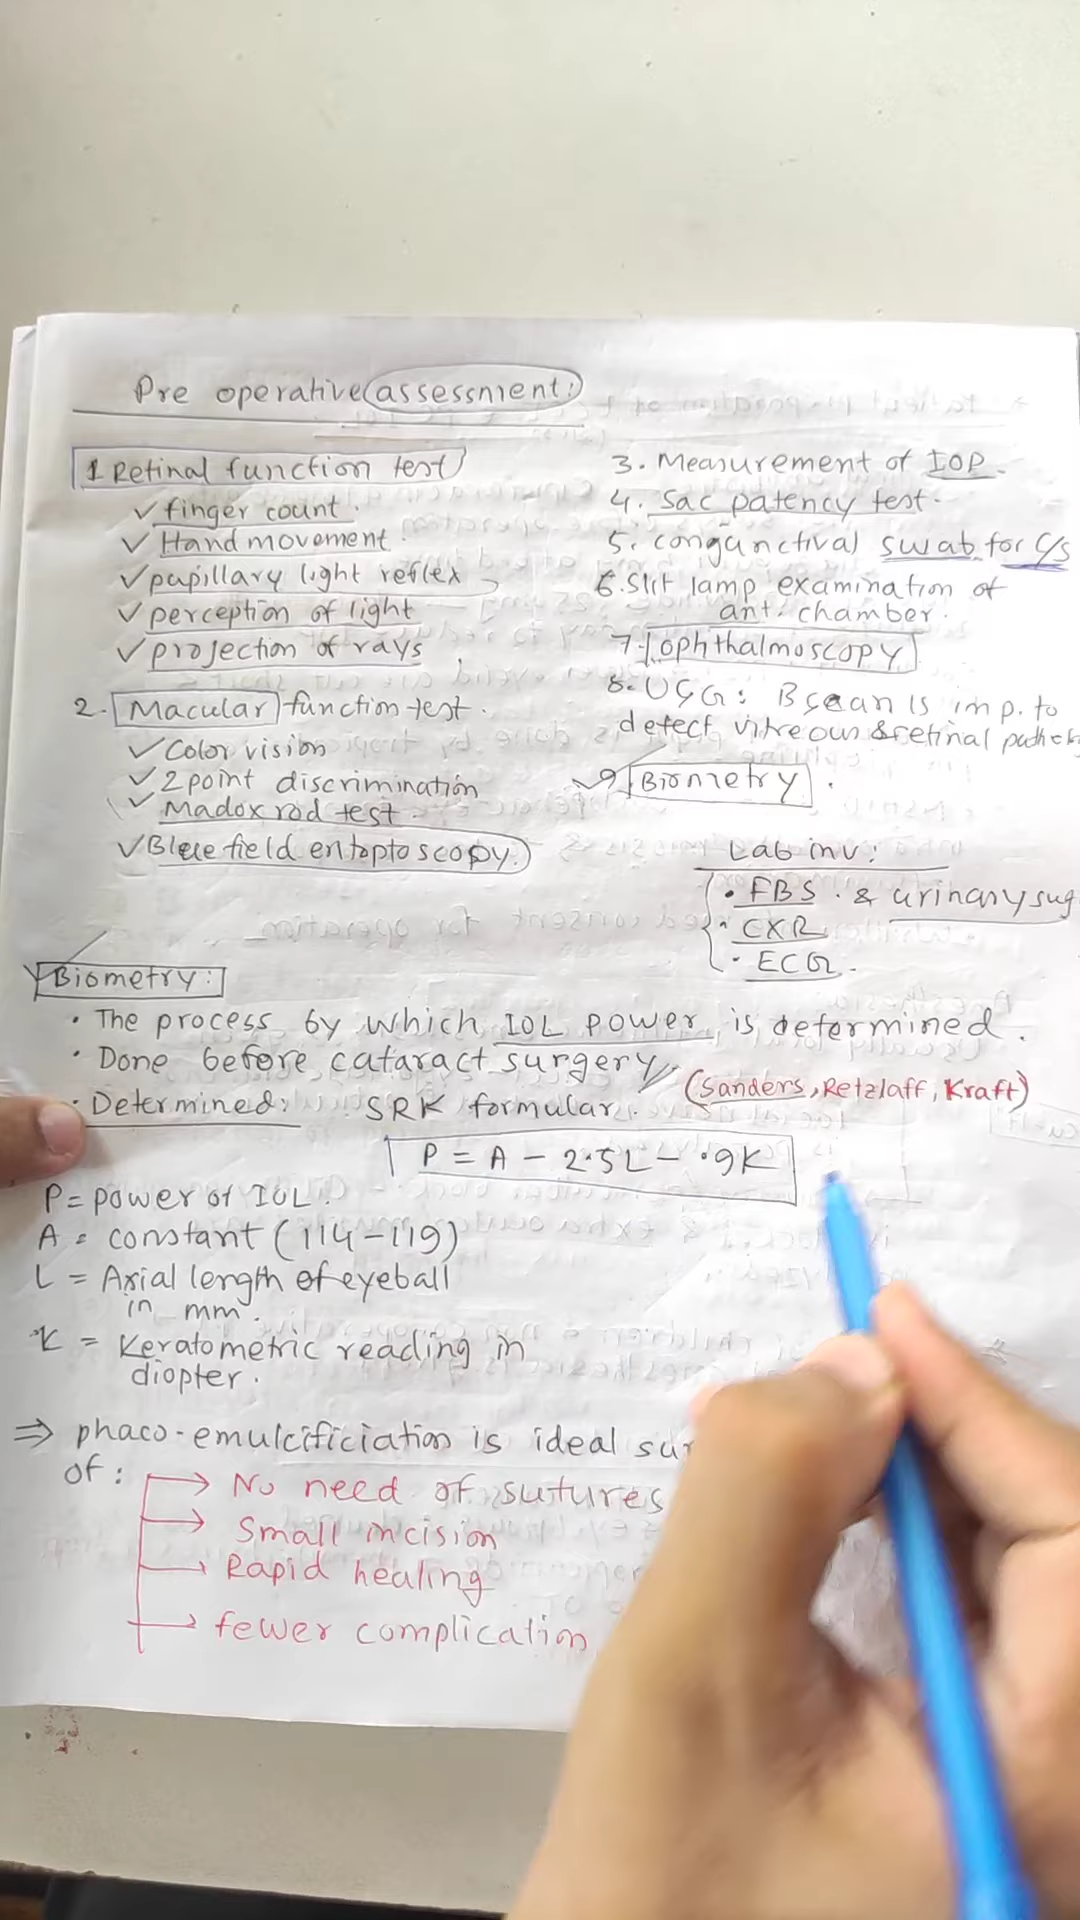 Pre operative assessment:
1 Retinal function test
✓ finger count.
✓ Hand movement.
✓ pupillary light reflex
✓ perception of light
✓ projection of rays
2. Macular function test.
✓ Color vision
✓ 2 point discrimination
✓ Madox rod test.
✓ Blue field entoptoscopy.
3. Measurement of IOP.
4. Sac patency test.
5. conganctival swab for C/S
6. Slit lamp examination of
ant. chamber.
7. ophthalmoscopy
8. USG: B scan is imp. to
detect vitreous & retinal
✓ 9 Biometry.
Lab inv:
• FBS. & urinary sug
• CXR
• ECG.
Biometry:
• The process by which IOL power is determined.
• Done before cataract surgery
(Sanders, Retzlaff, Kraft)
• Determined: SRK formular.
P = A - 2.5L - .9K
P = power of IOL.
A = constant (114-119)
L = Axial length of eyeball
in mm.
K = Keratometric reading in
diopter.
⇒ phaco-emulcificiation is ideal
of:
→ No need of sutures
→ Small incision
→ Rapid healing
→ fewer complication